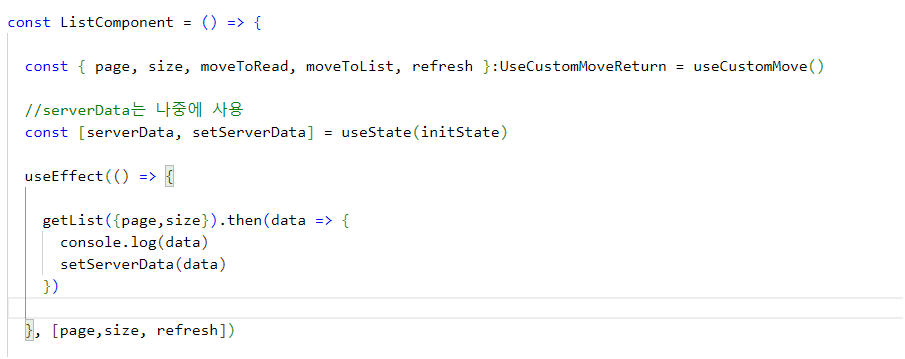 const ListComponent = () => {
const { page, size, moveToRead, moveToList, refresh }:UseCustomMoveReturn = useCustomMove()
//serverData는 나중에 사용
const [serverData, setServerData] = useState(initState)
useEffect(() => {
getList({page,size}).then(data => {
console.log(data)
setServerData(data)
})
}, [page,size, refresh])